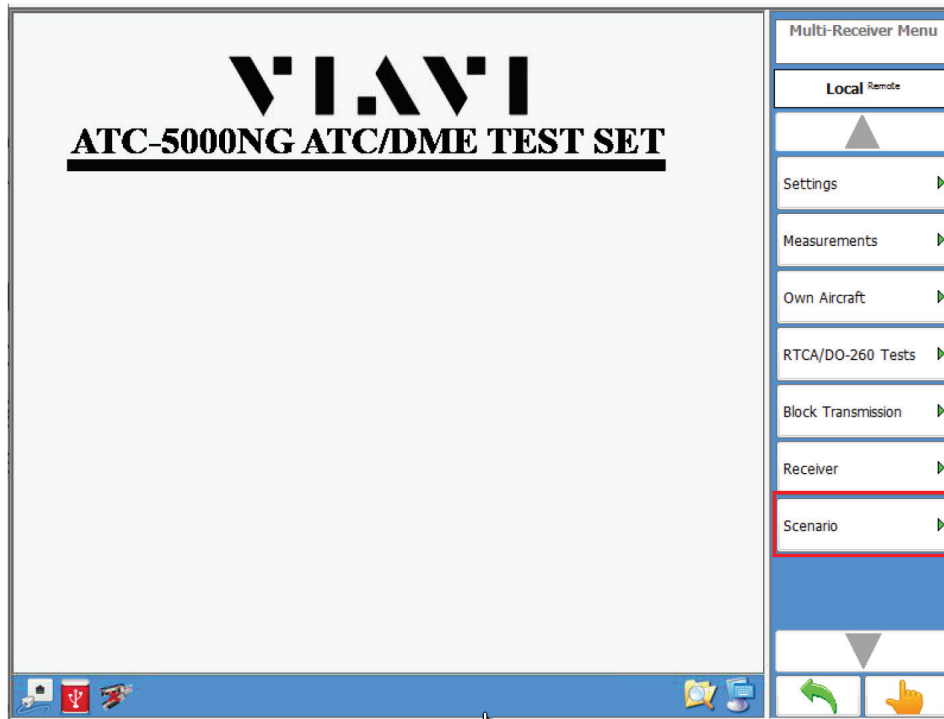 VIAVI
ATC-5000NG ATC/DME TEST SET
Multi-Receiver Menu
Local Remote
Settings
Measurements
Own Aircraft
RTCA/DO-260 Tests
Block Transmission
Receiver
Scenario